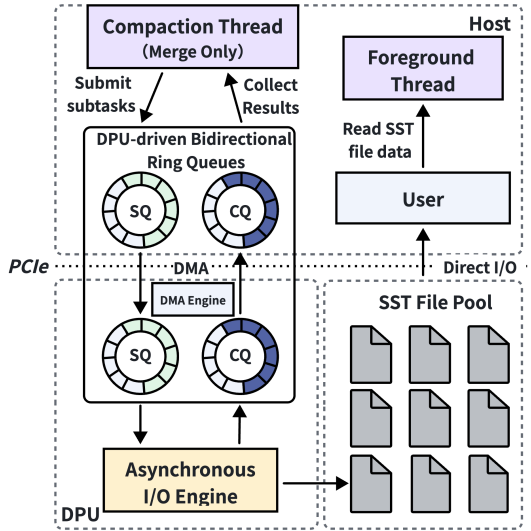 Host
Compaction Thread
(Merge Only)
Foreground
Thread
Submit
subtasks
Collect
Results
Read SST
file data
DPU-driven Bidirectional
Ring Queues
SQ
CQ
User
PCIe
DMA
Direct I/O
DMA Engine
SST File Pool
SQ
CQ
Asynchronous
I/O Engine
DPU